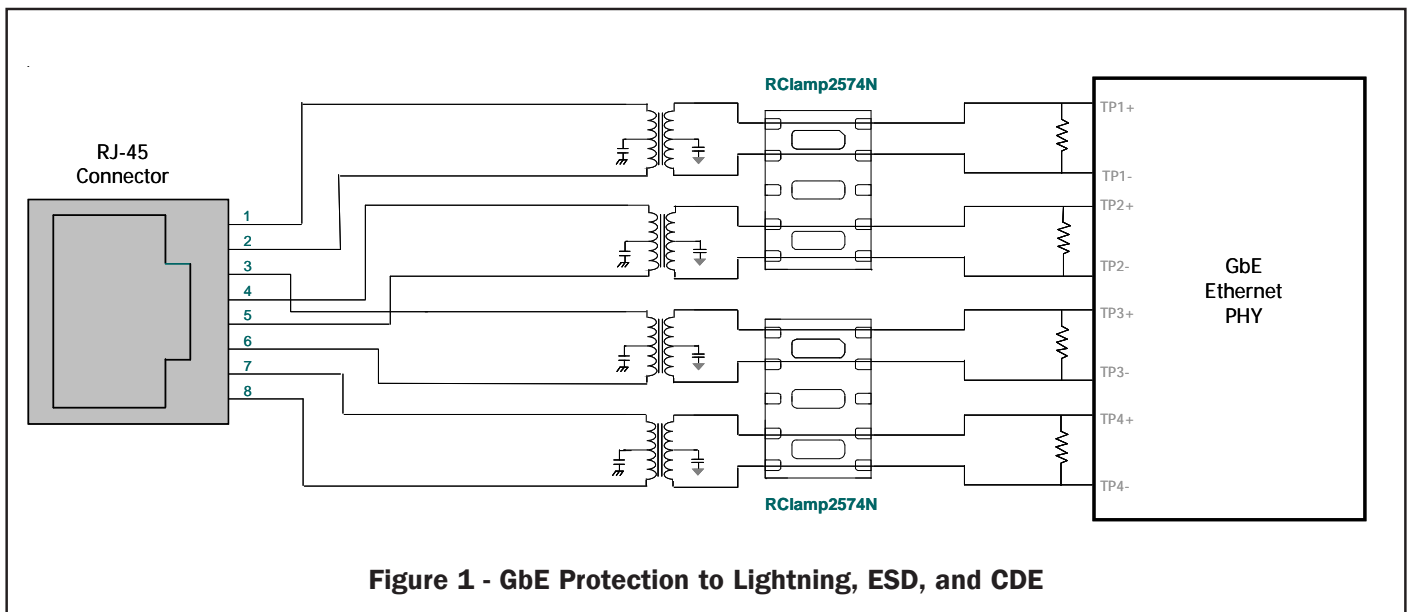 RClamp2574N
RJ-45
Connector
1
2
3
4
5
6
7
8
TP1+
TP1-
TP2+
TP2-
TP3+
TP3-
TP4+
TP4-
GbE
Ethernet
PHY
RClamp2574N
Figure 1 - GbE Protection to Lightning, ESD, and CDE